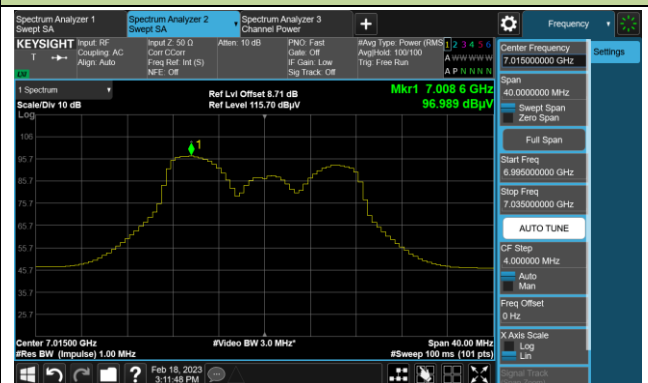 Spectrum Analyzer 1
Swept SA
Spectrum Analyzer 2
Swept SA
Spectrum Analyzer 3
Channel Power
+
Frequency
KEYSIGHT
Input: RF
Coupling: AC
Align: Auto
Input Z: 50 Ω
Corr CCorr
Freq Ref: Int (S)
NFE: Off
Atten: 10 dB
PNO: Fast
Gate: Off
IF Gain: Low
Sig Track: Off
#Avg Type: Power (RMS
Avg|Hold: 100/100
Trig: Free Run
1 2 3 4 5 6
A W W W W W
A P N N N N
1 Spectrum
Scale/Div 10 dB
Log
Ref Lvl Offset 8.71 dB
Ref Level 115.70 dBµV
Mkr1 7.008 6 GHz
96.989 dBµV
1
106
95.7
85.7
75.7
65.7
55.7
45.7
35.7
25.7
Center 7.01500 GHz
#Res BW (Impulse) 1.00 MHz
#Video BW 3.0 MHz*
Span 40.00 MHz
#Sweep 100 ms (101 pts)
Center Frequency
7.015000000 GHz
Settings
Span
40.0000000 MHz
Swept Span
Zero Span
Full Span
Start Freq
6.995000000 GHz
Stop Freq
7.035000000 GHz
AUTO TUNE
CF Step
4.000000 MHz
Auto
Man
Freq Offset
0 Hz
X Axis Scale
Log
Lin
Signal Track
?
Feb 18, 2023
3:11:48 PM